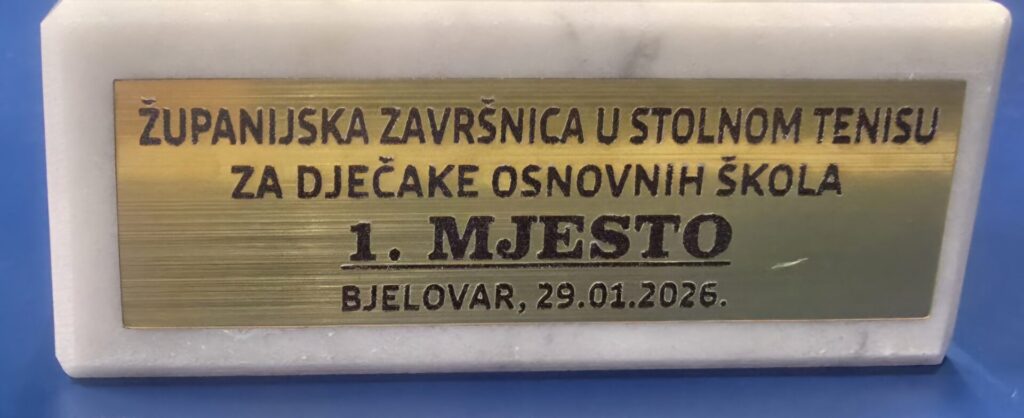 ŽUPANIJSKA ZAVRŠNICA U STOLNOM TENISU
ZA DJEČAKE OSNOVNIH ŠKOLA
1. MJESTO
BJELOVAR, 29.01.2026.